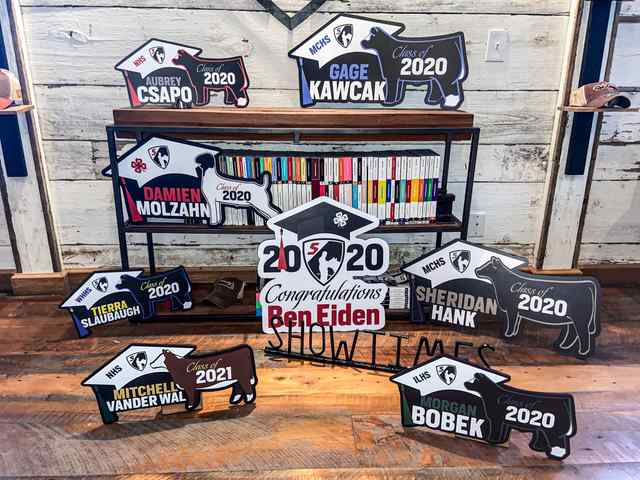 NHS
AUBREY
CSAPO
Class of
2020
MCHS
GAGE
KAWCAK
Class of
2020
DAMIEN
MOLZAHN
Class of
2020
2020
S
Congratulations
Ben Eiden
SHOWTIMES
WHHS
TIERRA
SLAUBAUGH
Class of
2020
MCHS
SHERIDAN
HANK
Class of
2020
NHS
MITCHELL
VANDER WAL
Class of
2021
ILHS
MORGAN
BOBEK
Class of
2020